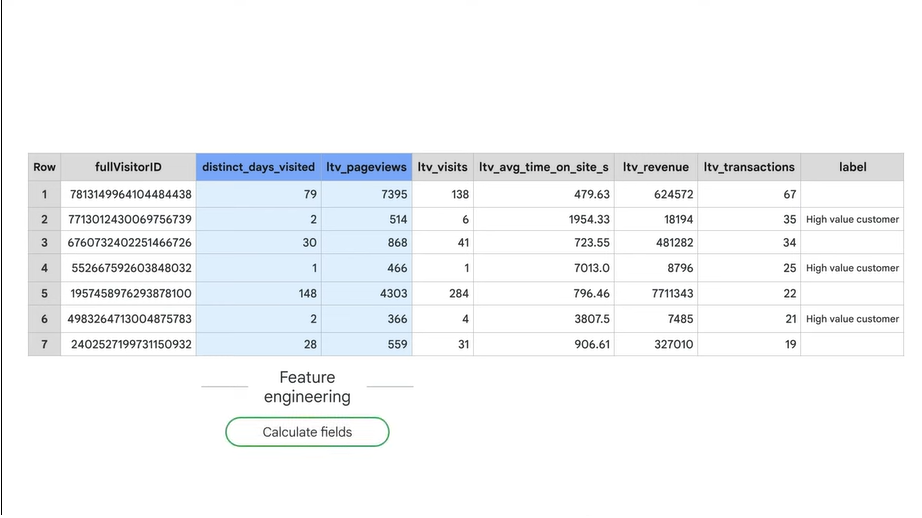 Row fullVisitorID distinct_days_visited ltv_pageviews ltv_visits ltv_avg_time_on_site_s ltv_revenue ltv_transactions label
1 7813149964104484438 79 7395 138 479.63 624572 67
2 7713012430069756739 2 514 6 1954.33 18194 35 High value customer
3 6760732402251466726 30 868 41 723.55 481282 34
4 552667592603848032 1 466 1 7013.0 8796 25 High value customer
5 1957458976293878100 148 4303 284 796.46 7711343 22
6 4983264713004875783 2 366 4 3807.5 7485 21 High value customer
7 2402527199731150932 28 559 31 906.61 327010 19
Feature
engineering
Calculate fields